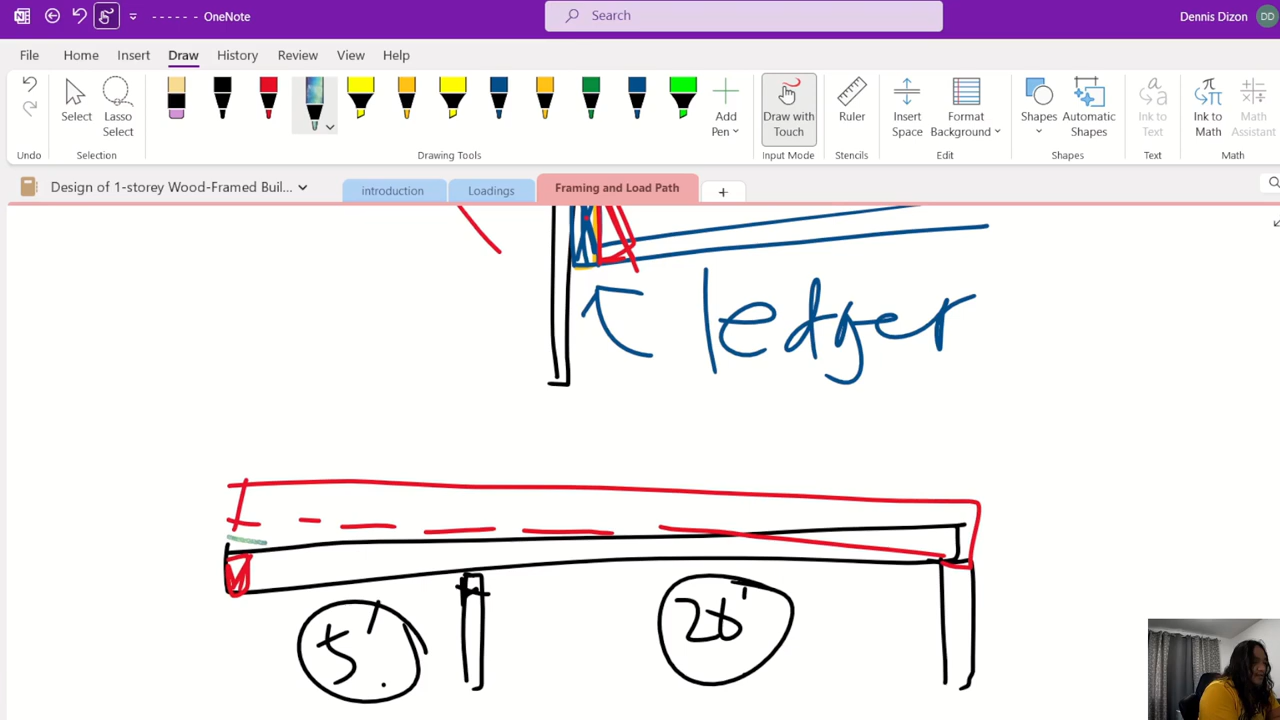 - - - - - - OneNote
Search
Dennis Dizon
DD
File Home Insert Draw History Review View Help
Undo
Select
Lasso Select
Selection
Drawing Tools
Add Pen
Draw with Touch
Input Mode
Ruler
Stencils
Insert Space
Format Background
Edit
Shapes
Automatic Shapes
Shapes
Ink to Text
Text
Ink to Math
Math Assistant
Math
Design of 1-storey Wood-Framed Buil...
introduction
Loadings
Framing and Load Path
+
ledger
5'